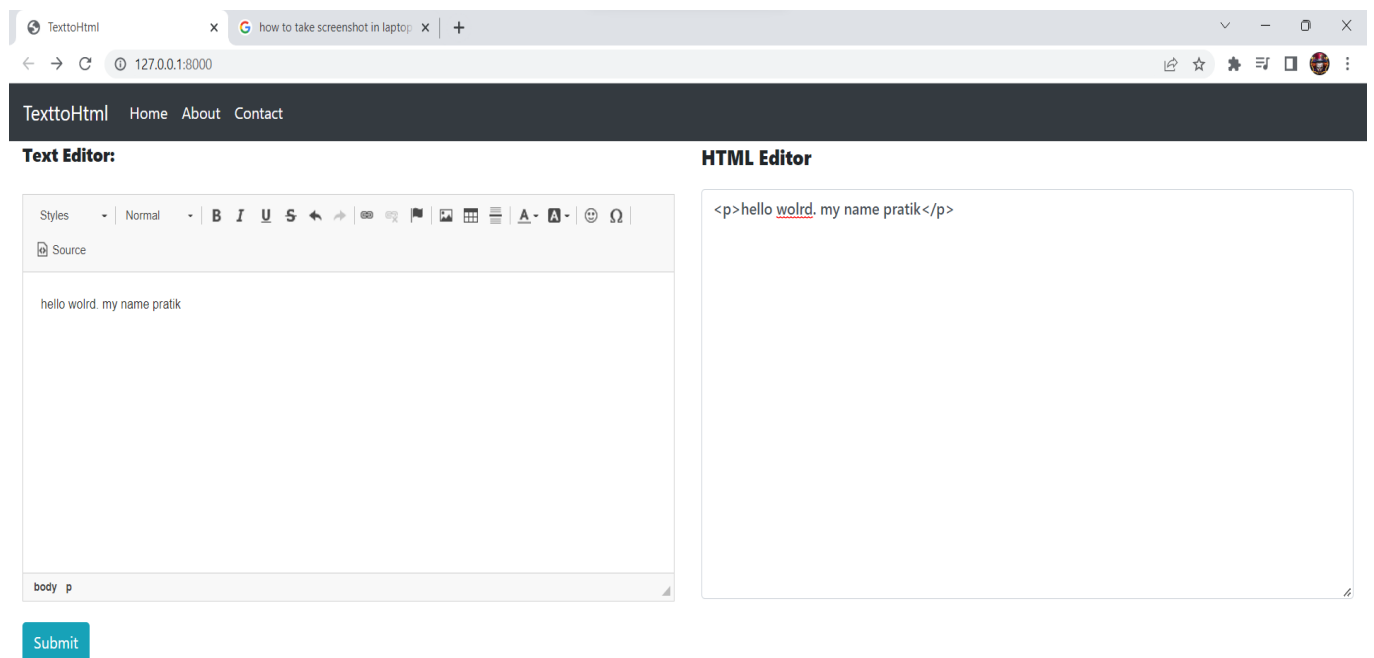 TexttoHtml
how to take screenshot in laptop
127.0.0.1:8000
TexttoHtml Home About Contact
Text Editor:
Styles Normal B I U S A A Ω
Source
hello wolrd. my name pratik
body p
Submit
HTML Editor
<p>hello wolrd. my name pratik</p>